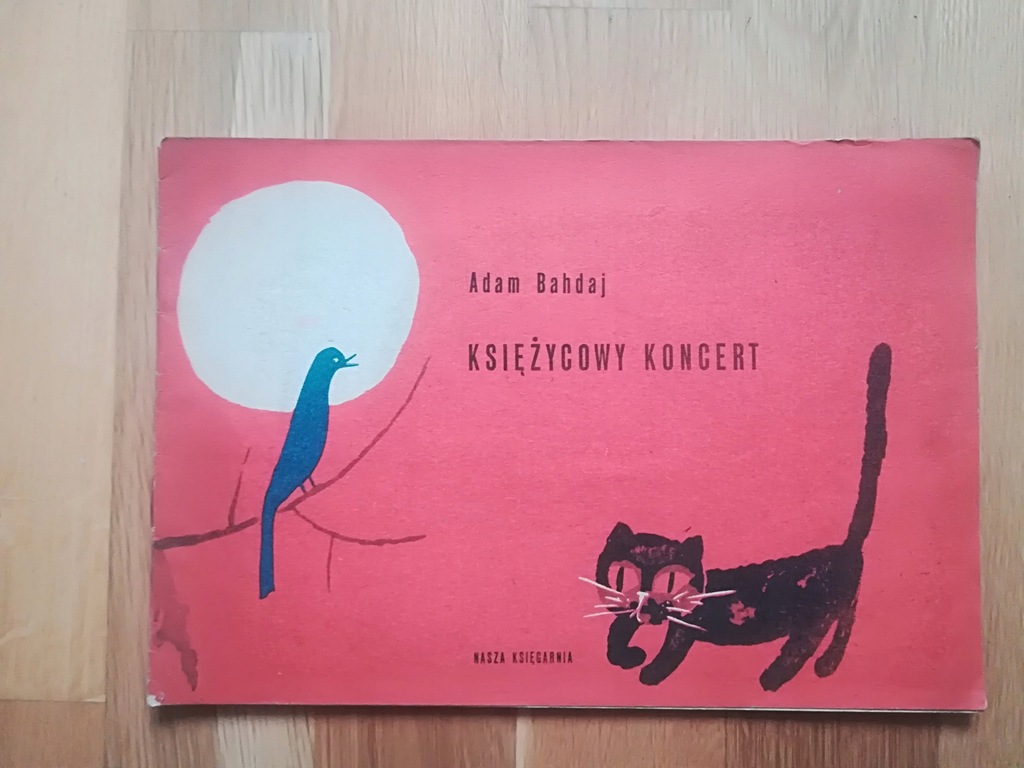 Adam Bahdaj
KSIĘŻYCOWY KONCERT
NASZA KSIĘGARNIA